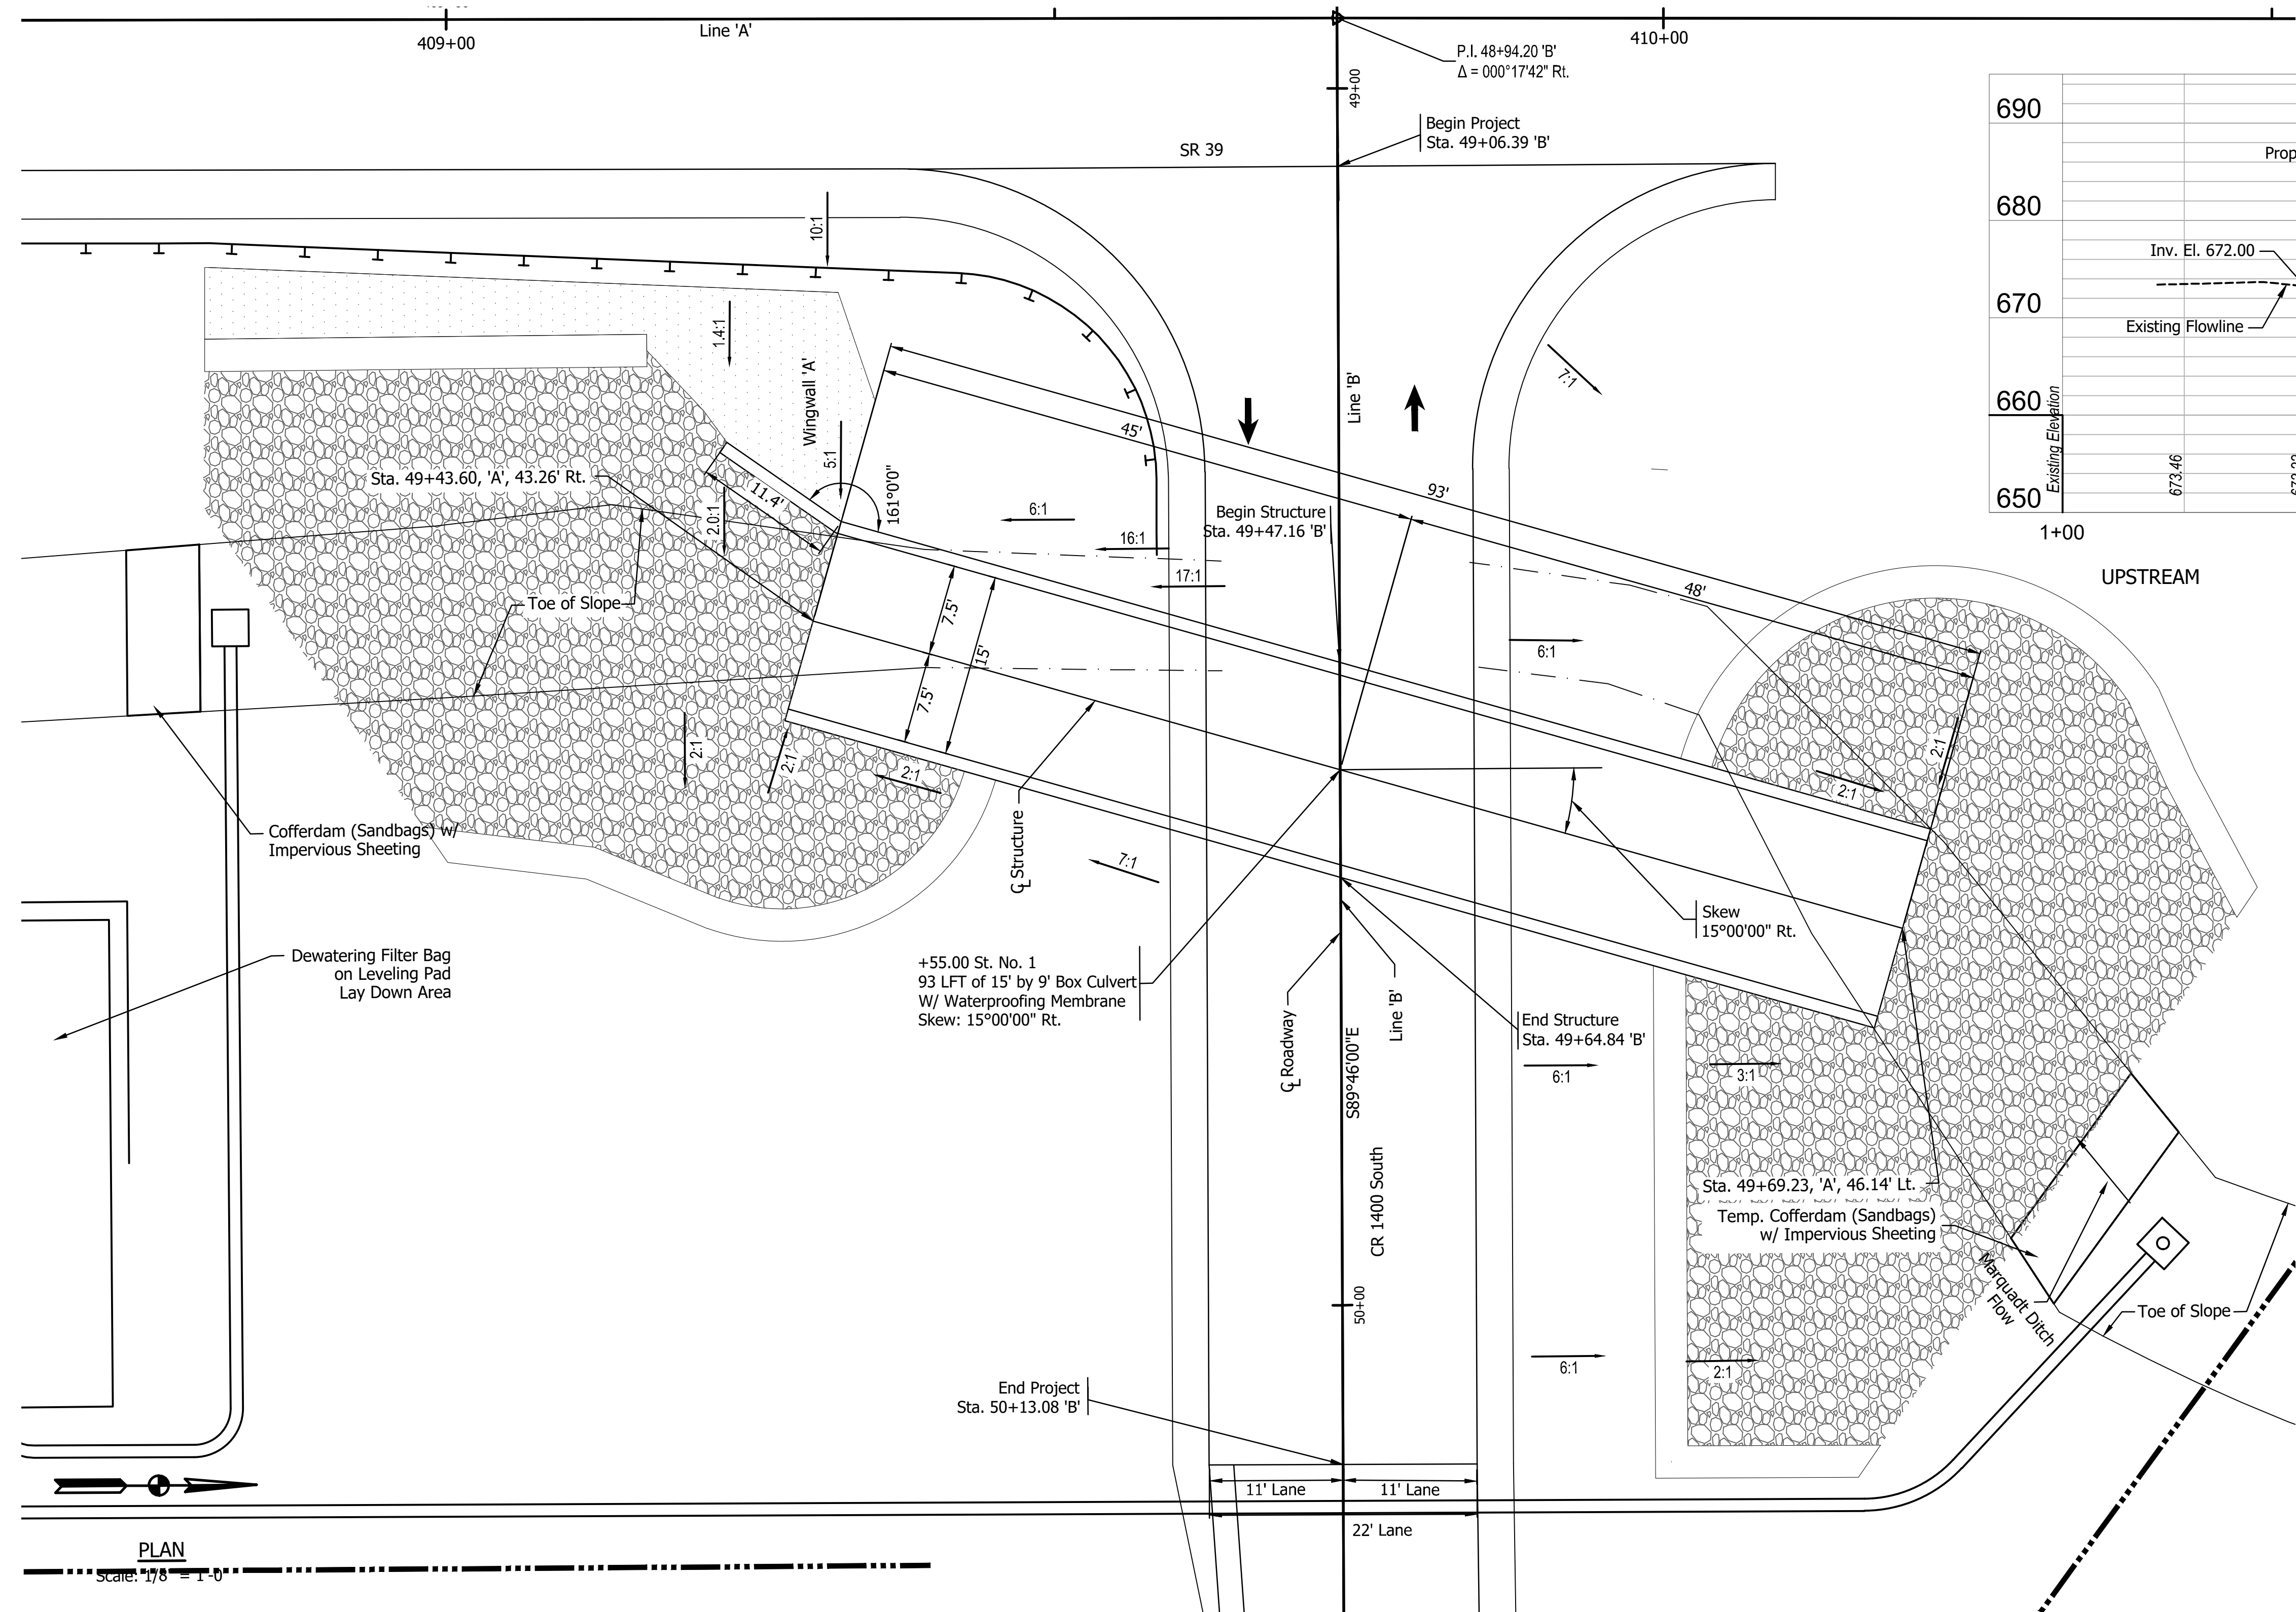 409+00
Line 'A'
410+00
P.I. 48+94.20 'B'
Δ = 000°17'42" Rt.
49+00
Begin Project
Sta. 49+06.39 'B'
SR 39
690
680
670
660
650
Prop
Inv. El. 672.00
Existing Flowline
Existing Elevation
673.46
1+00
UPSTREAM
10:1
1.4:1
Wingwall 'A'
5:1
161°0'0"
11.4'
2.0:1
Sta. 49+43.60, 'A', 43.26' Rt.
Toe of Slope
45'
93'
48'
Line 'B'
7:1
6:1
16:1
17:1
Begin Structure
Sta. 49+47.16 'B'
7.5'
7.5'
15'
6:1
2:1
2:1
2:1
2:1
2:1
Cofferdam (Sandbags) w/
Impervious Sheeting
℄ Structure
7:1
Skew
15°00'00" Rt.
Dewatering Filter Bag
on Leveling Pad
Lay Down Area
+55.00 St. No. 1
93 LFT of 15' by 9' Box Culvert
W/ Waterproofing Membrane
Skew: 15°00'00" Rt.
℄ Roadway
S89°46'00"E
Line 'B'
End Structure
Sta. 49+64.84 'B'
6:1
3:1
CR 1400 South
Sta. 49+69.23, 'A', 46.14' Lt.
Temp. Cofferdam (Sandbags)
w/ Impervious Sheeting
Marquadt Ditch
Flow
Toe of Slope
50+00
6:1
2:1
End Project
Sta. 50+13.08 'B'
11' Lane
11' Lane
22' Lane
PLAN
Scale: 1/8" = 1'-0